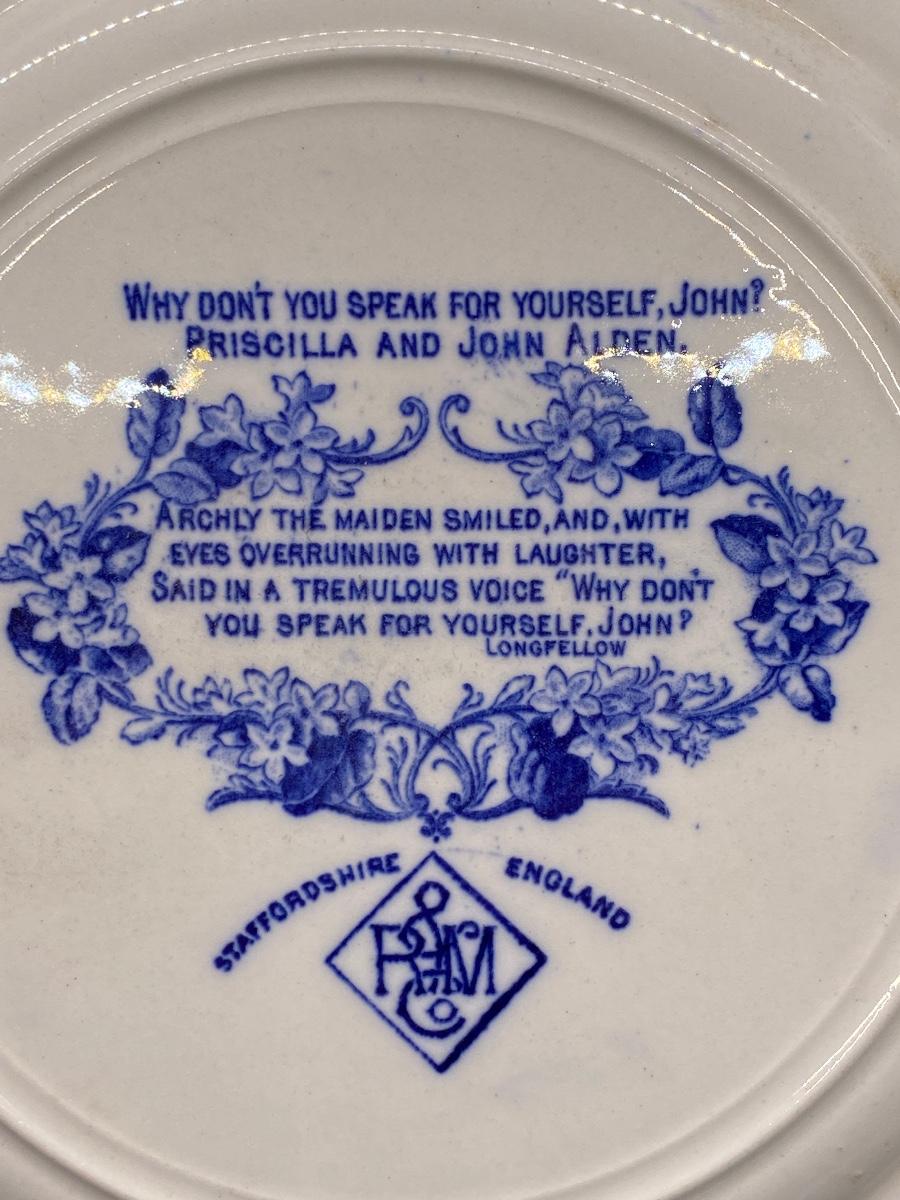 WHY DON'T YOU SPEAK FOR YOURSELF, JOHN?
PRISCILLA AND JOHN ALDEN.
ARCHLY THE MAIDEN SMILED, AND, WITH
EYES OVERRUNNING WITH LAUGHTER,
SAID IN A TREMULOUS VOICE "WHY DON'T
YOU SPEAK FOR YOURSELF, JOHN?
LONGFELLOW
STAFFORDSHIRE ENGLAND
R & M Co